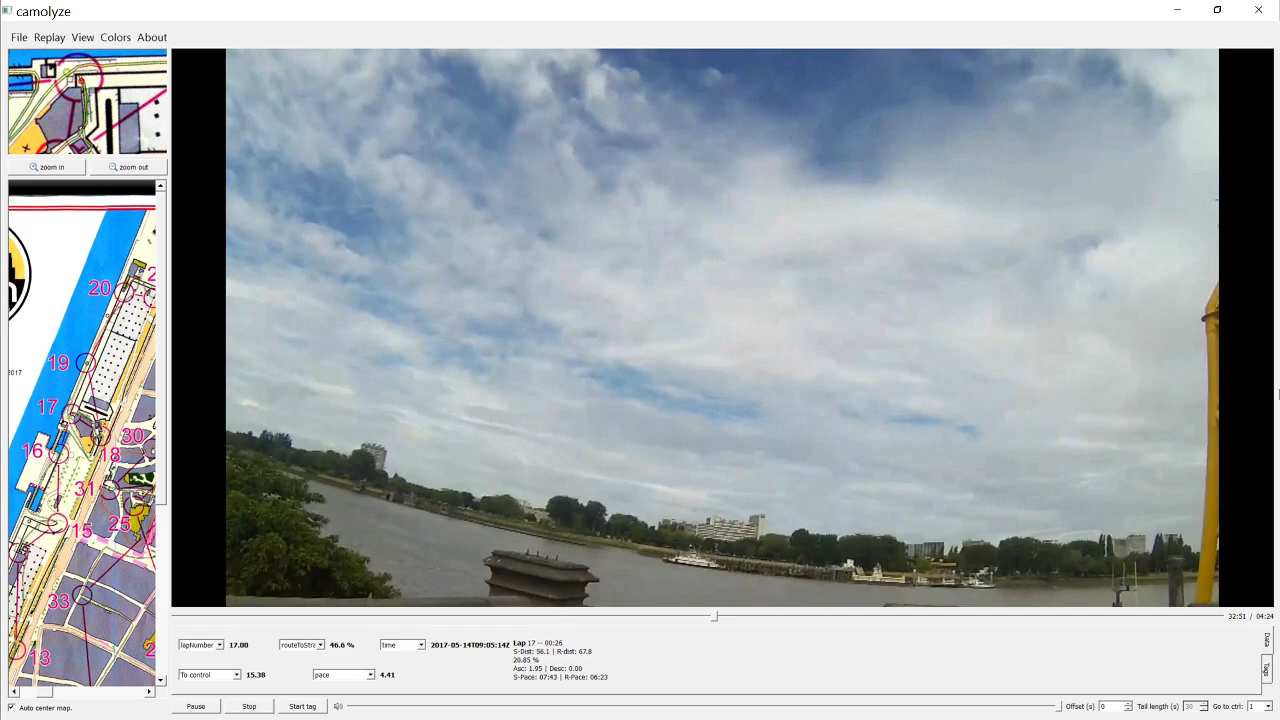 camolyze
File Replay View Colors About
zoom in zoom out
20
19
2017
17
30
16
18
31
25
15
33
13
32:51 / 04:24
lapNumber 17.00 routeToStra 46.6 % time 2017-05-14T09:05:14Z
To control 15.38 pace 4.41
Lap 17 -- 00:26
S-Dist: 56.1 | R-dist: 67.8
20.85 %
Asc: 1.95 | Desc: 0.00
S-Pace: 07:43 | R-Pace: 06:23
Data
Tags
Auto center map. Pause Stop Start tag Offset (s) 0 Tail length (s) 30 Go to ctrl: 1